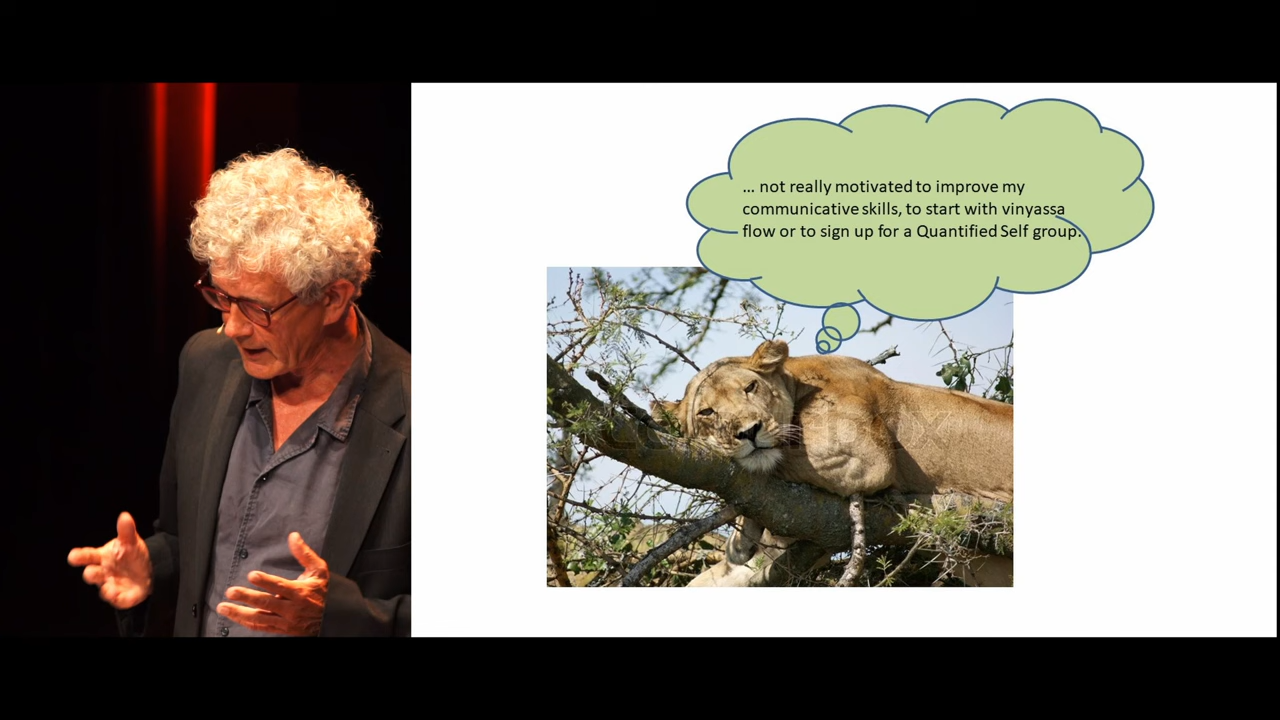 ... not really motivated to improve my
communicative skills, to start with vinyassa
flow or to sign up for a Quantified Self group.